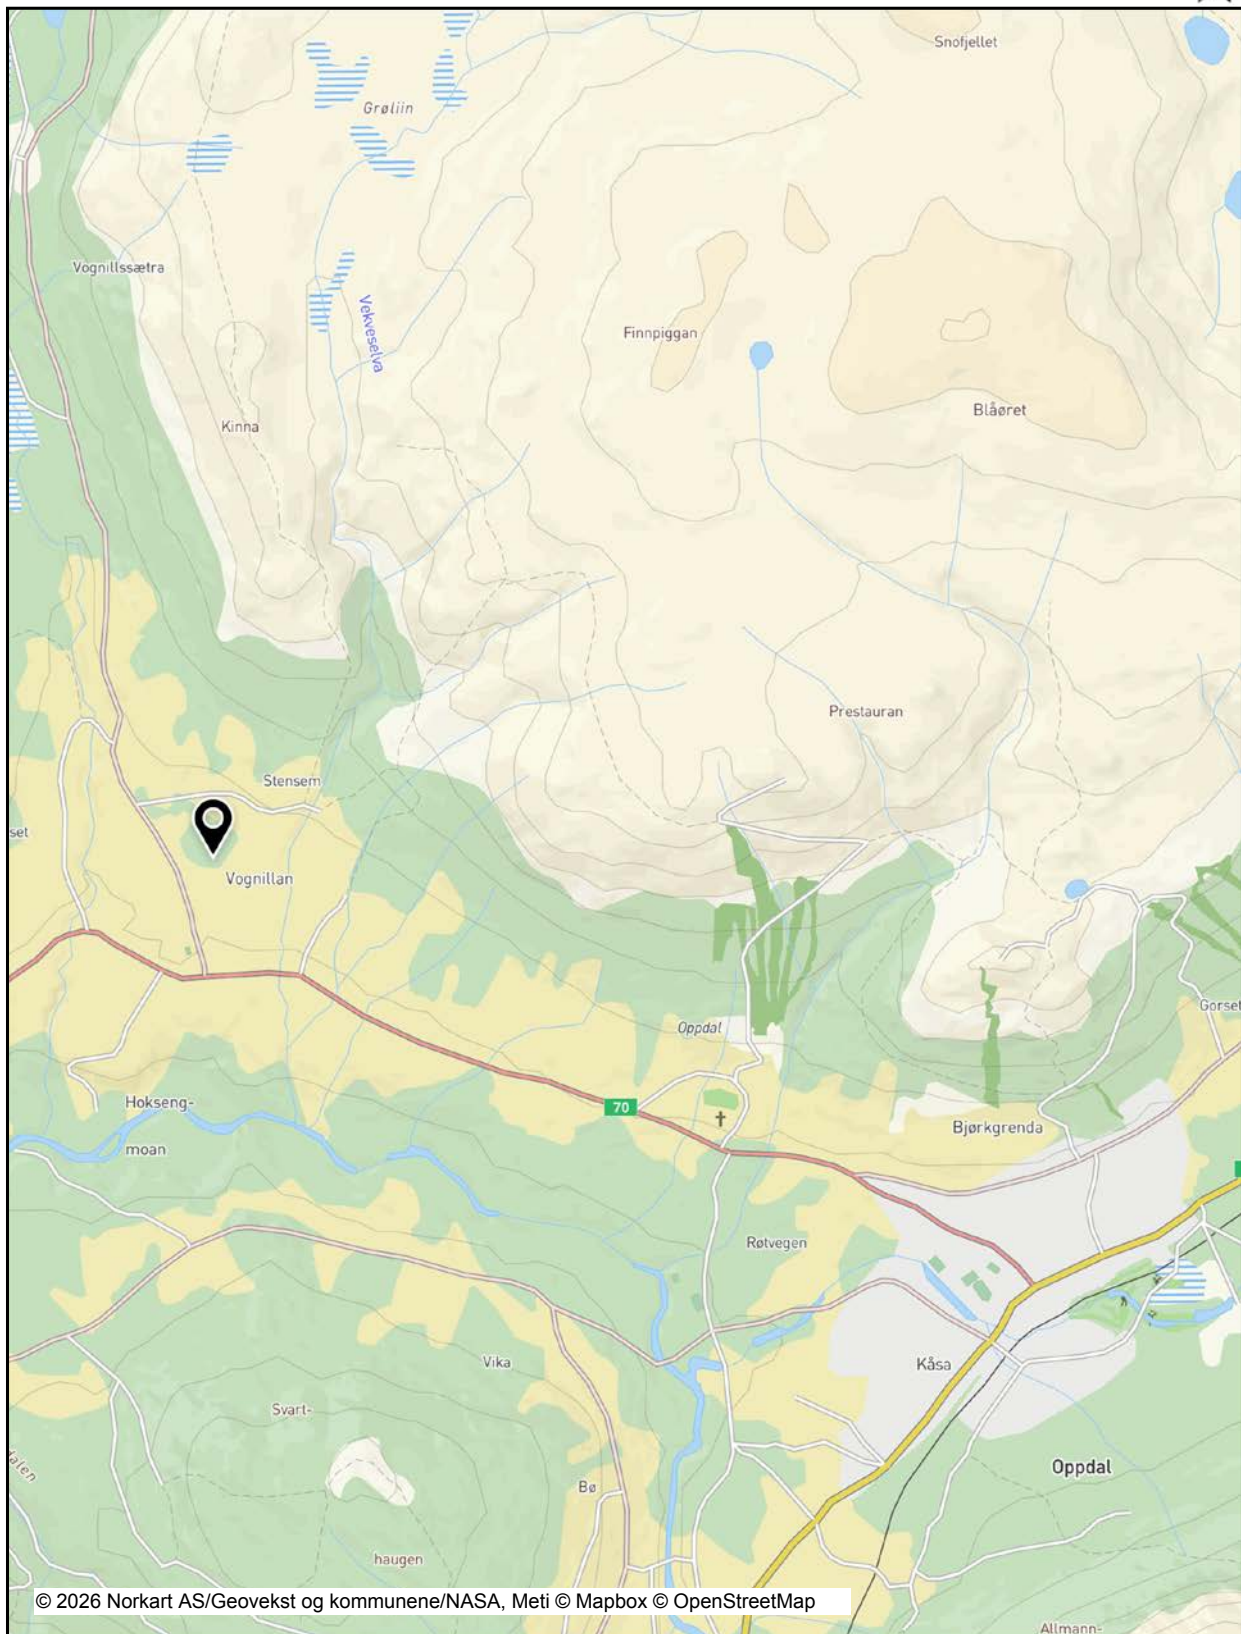 Snofjellet
Grøliin
Vognillssætra
Vekveselva
Finnpiggan
Blåøret
Kinna
Prestauran
Stensem
set
Vognillan
Gorset
Oppdal
70
Hokseng-
moan
Bjørkgrenda
Røtvegen
Vika
Kåsa
Svart-
dalen
Oppdal
Bø
haugen
© 2026 Norkart AS/Geovekst og kommunene/NASA, Meti © Mapbox © OpenStreetMap
Allmann-